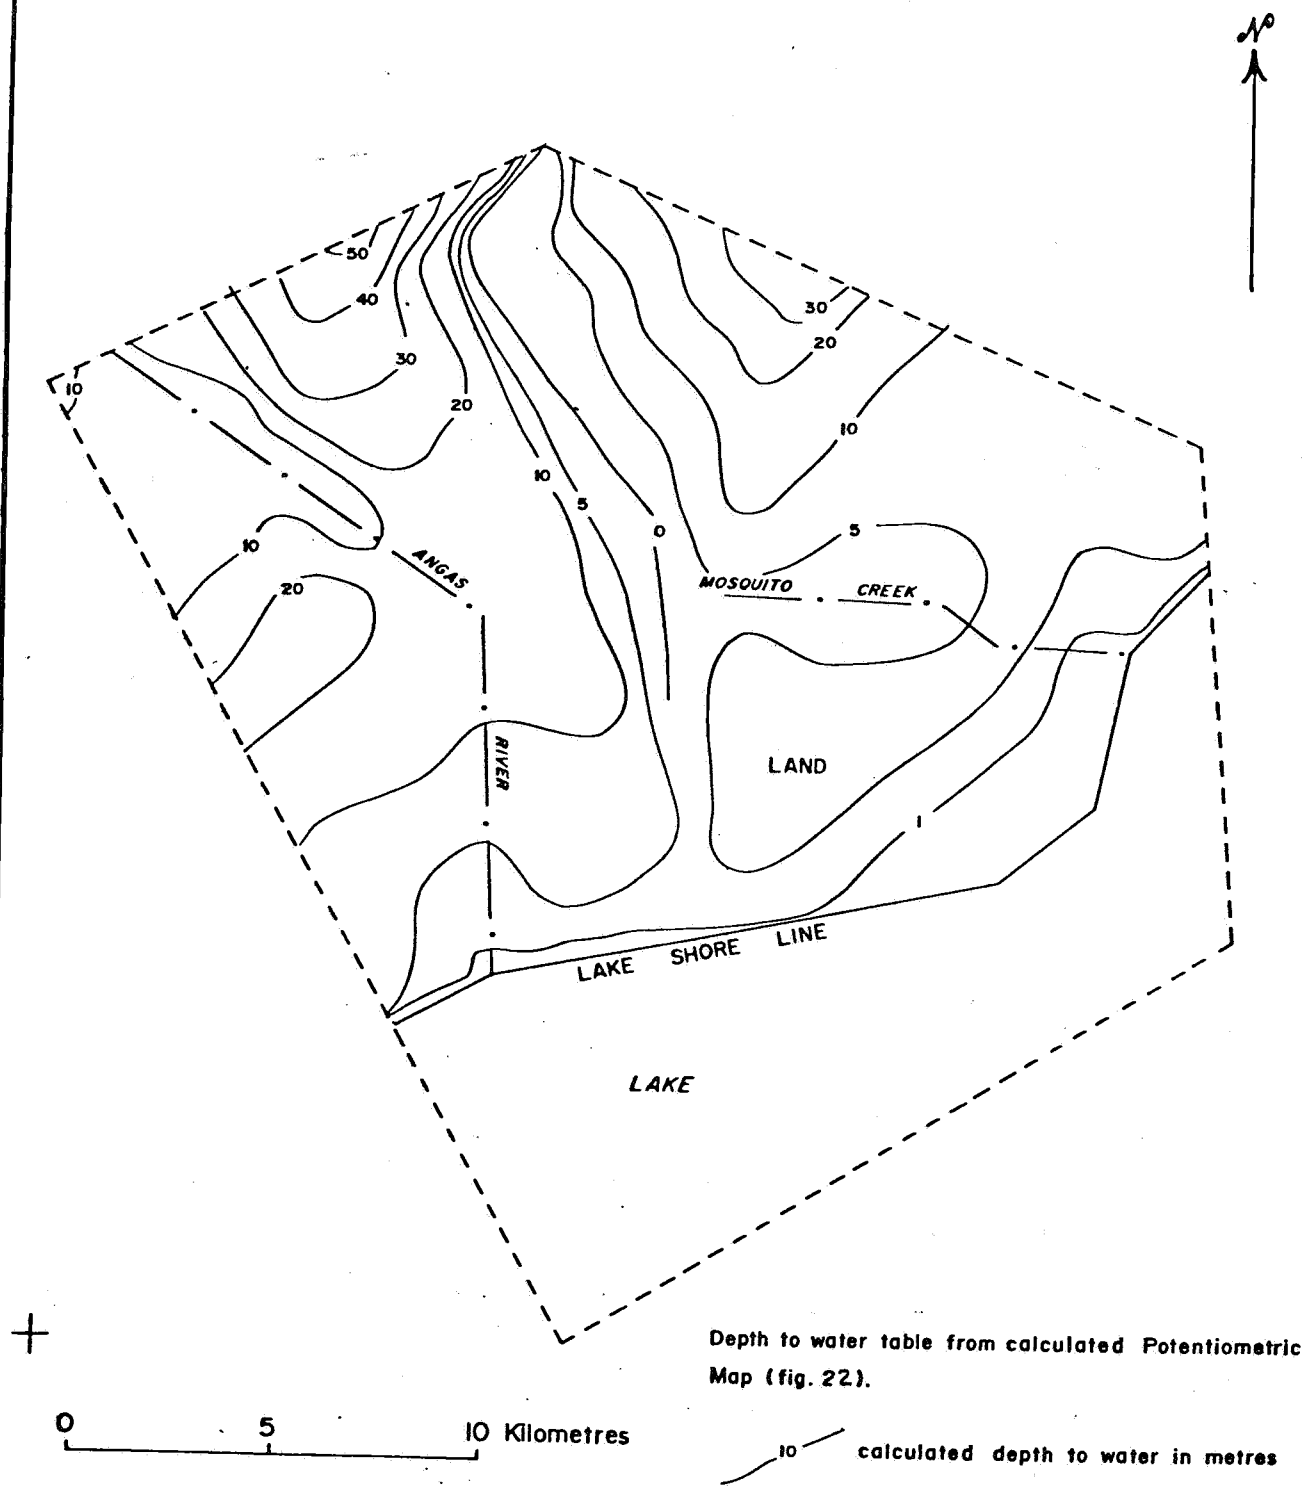 N
50
40
30
30
20
10
20
10
10
5
0
5
10
20
ANGAS
RIVER
MOSQUITO CREEK
LAND
1
LAKE SHORE LINE
LAKE
Depth to water table from calculated Potentiometric
Map (fig. 22).
0 5 10 Kilometres
10 calculated depth to water in metres